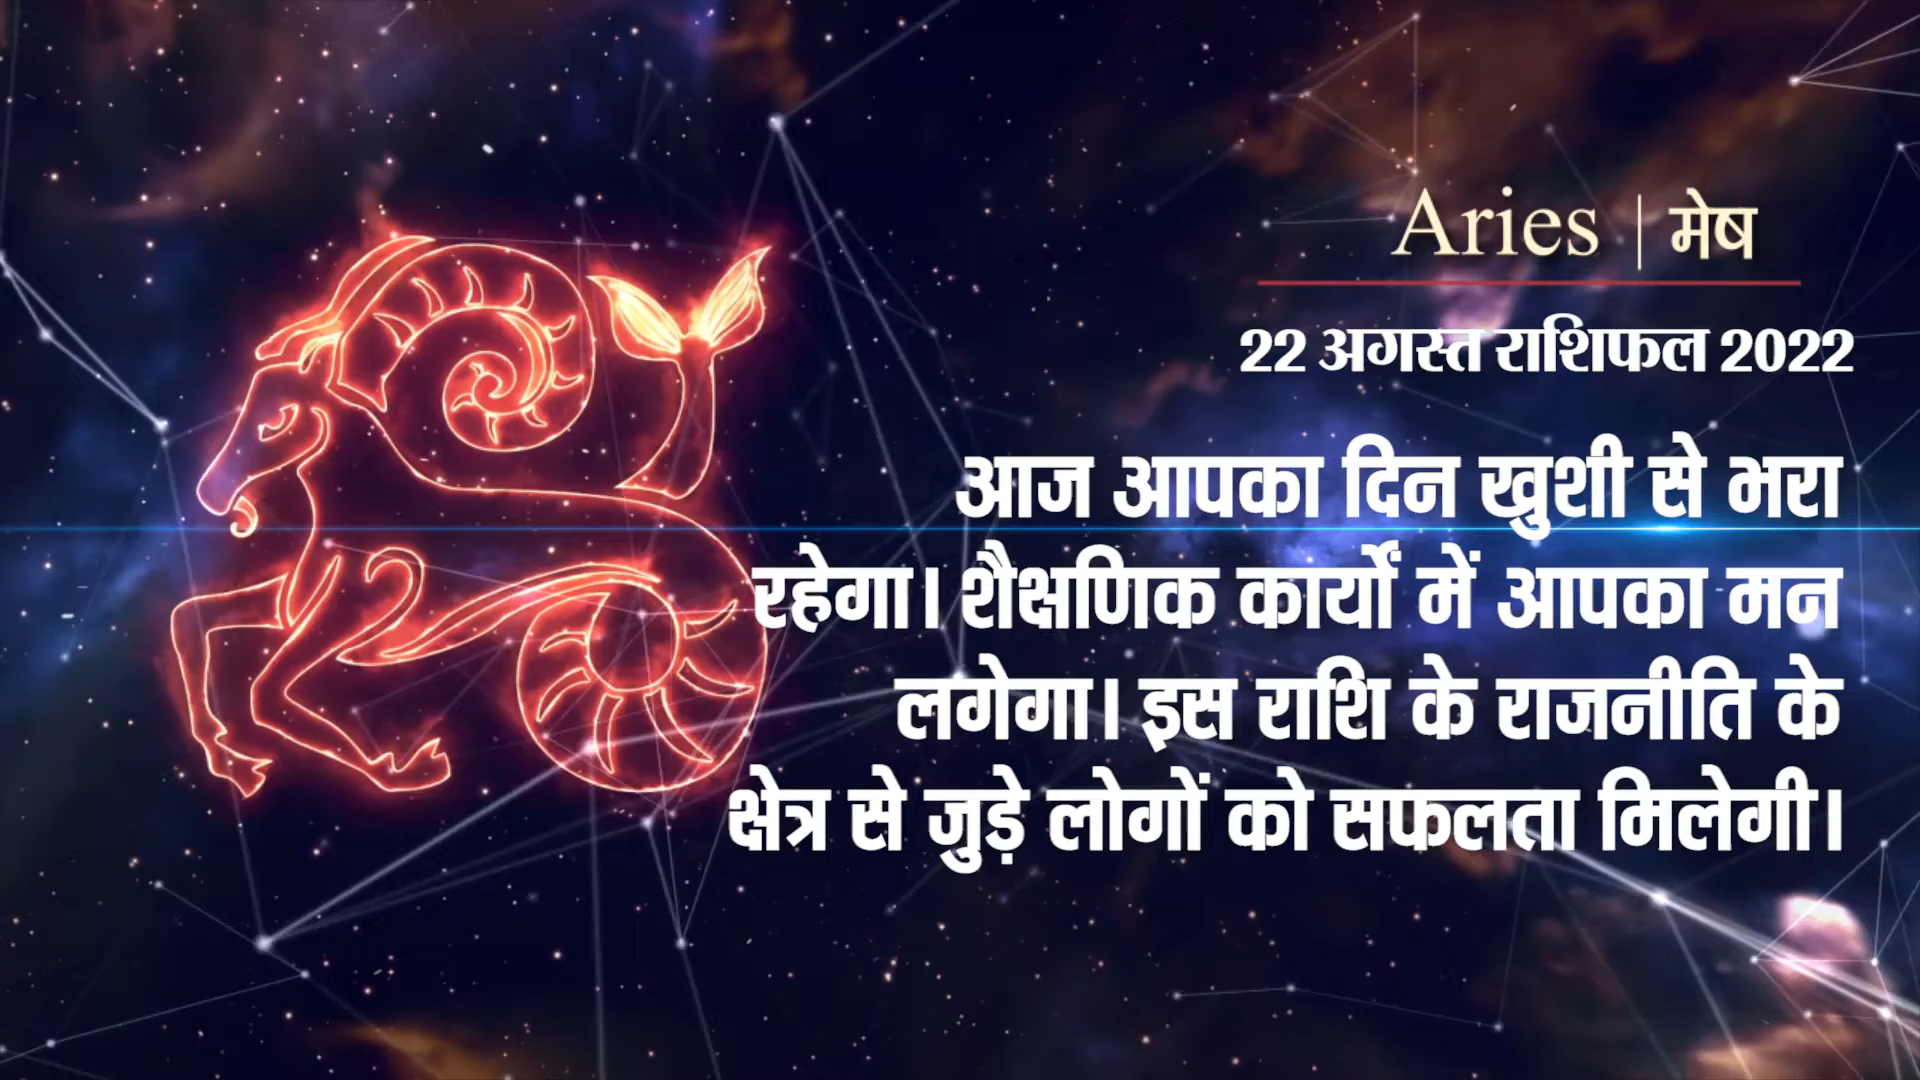 Aries | मेष
22 अगस्त राशिफल 2022
आज आपका दिन खुशी से भरा
रहेगा। शैक्षणिक कार्यों में आपका मन
लगेगा। इस राशि के राजनीति के
क्षेत्र से जुड़े लोगों को सफलता मिलेगी।